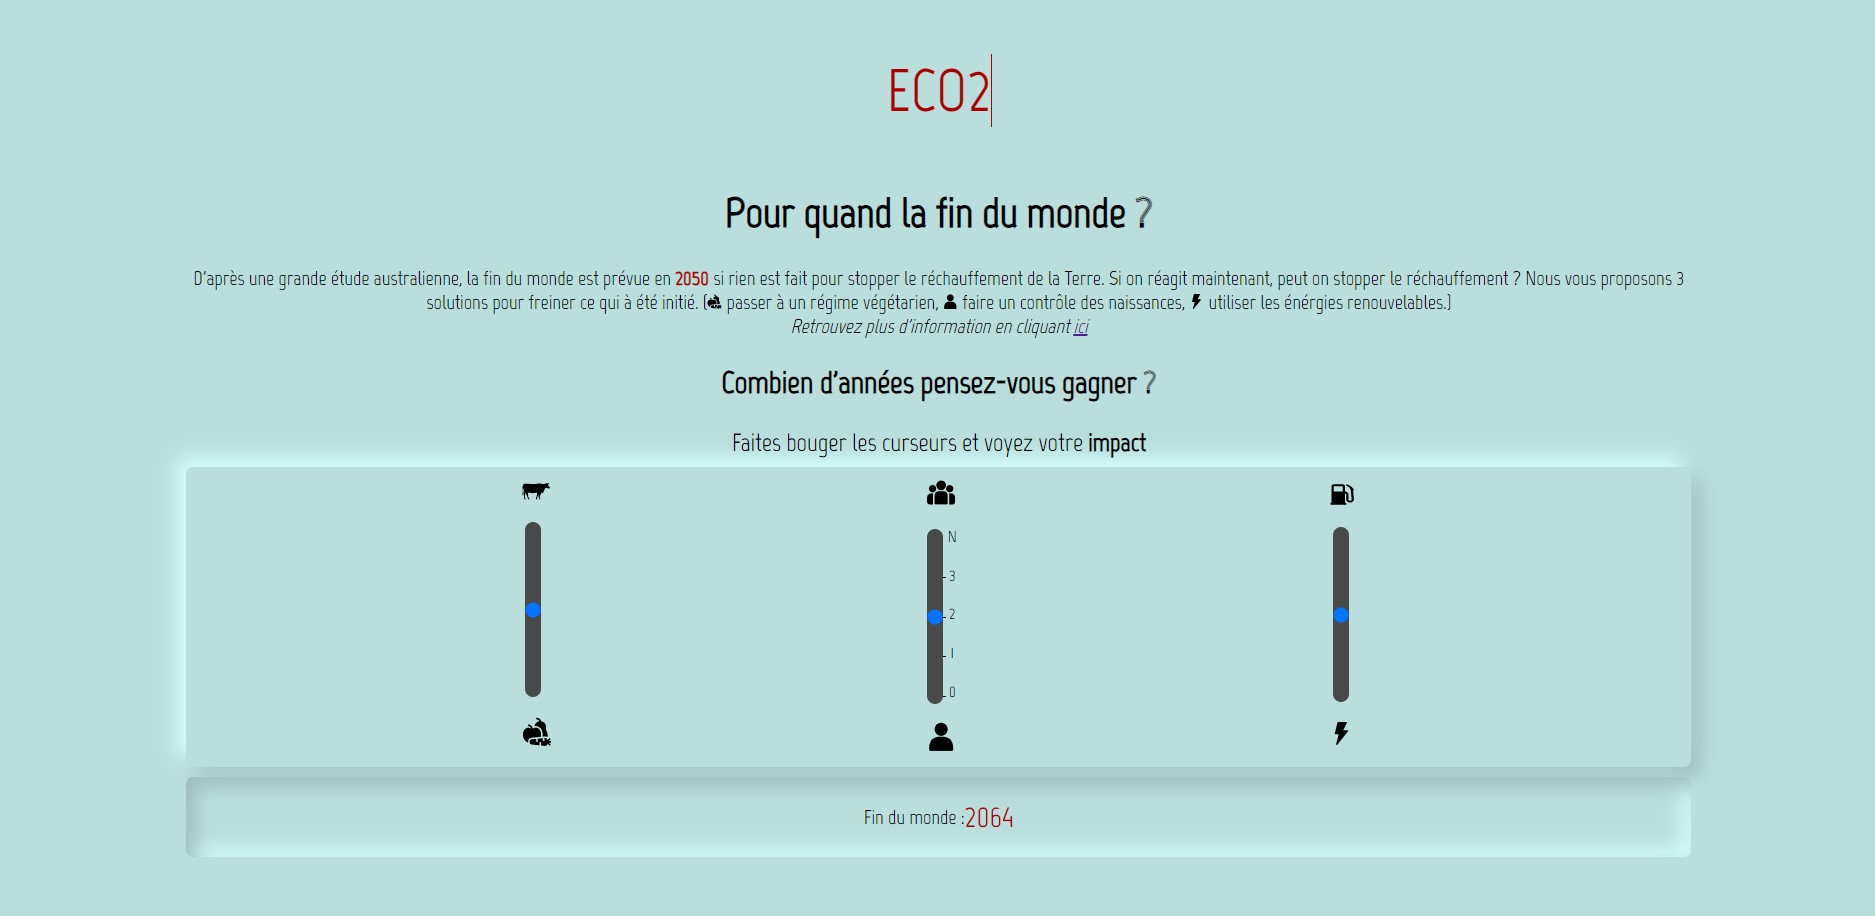 ECO2
Pour quand la fin du monde ?
D'après une grande étude australienne, la fin du monde est prévue en 2050 si rien est fait pour stopper le réchauffement de la Terre. Si on réagit maintenant, peut on stopper le réchauffement ? Nous vous proposons 3
solutions pour freiner ce qui à été initié. ( passer à un régime végétarien, faire un contrôle des naissances, utiliser les énérgies renouvelables.)
Retrouvez plus d'information en cliquant ici
Combien d'années pensez-vous gagner ?
Faites bouger les curseurs et voyez votre impact
N
3
2
1
0
Fin du monde :2064